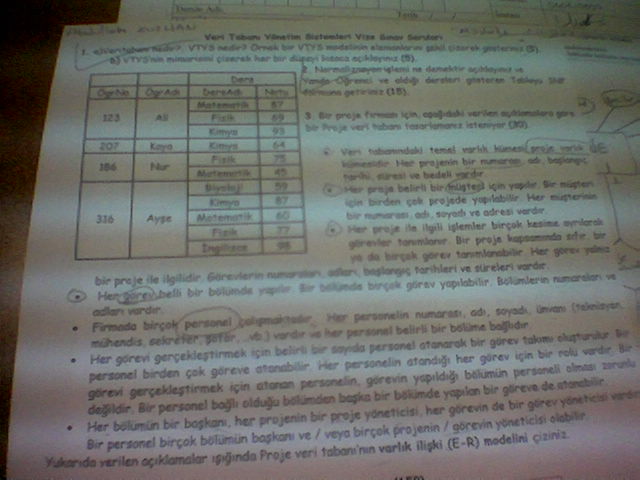 Veri Tabanı Yönetim Sistemleri Vize Sınav Soruları
1. a)Veritabanı nedir?, VTYS nedir? Örnek bir VTYS modelinin elemanlarını şekil çizerek gösteriniz (5).
b) VTYS'nin mimarisini çizerek her bir düzeyi kısaca açıklayınız (5).
2. Normalizasyon işlemi ne demektir açıklayınız ve
Yanda Öğrenci ve aldığı dersleri gösteren Tabloyu 3NF
formuna getiriniz (15).
Ders
OgrNo OgrAdi DersAdi Notu
123 Ali Matematik 87
Fizik 69
Kimya 93
207 Kaya Kimya 64
186 Nur Fizik 75
Matematik 45
316 Ayşe Biyoloji 59
Kimya 87
Matematik 60
Fizik 77
İngilizce 98
3. Bir proje firması için, aşağıdaki verilen açıklamalara göre
bir Proje veri tabanı tasarlamanız isteniyor (30).
Veri tabanındaki temel varlık kümesi proje varlık
kümesidir. Her projenin bir numarası, adı, başlangıç
tarihi, süresi ve bedeli vardır.
Her proje belirli bir müşteri için yapılır. Bir müşteri
için birden çok projede yapılabilir. Her müşterinin
bir numarası, adı, soyadı ve adresi vardır.
Her proje ile ilgili işlemler birçok kesime ayrılarak
görevler tanımlanır. Bir proje kapsamında sıfır, bir
ya da birçok görev tanımlanabilir. Her görev yalnız
bir proje ile ilgilidir. Görevlerin numaraları, adları, başlangıç tarihleri ve süreleri vardır.
• Her görev belli bir bölümde yapılır. Bir bölümde birçok görev yapılabilir. Bölümlerin numaraları ve
adları vardır.
• Firmada birçok personel çalışmaktadır. Her personelin numarası, adı, soyadı, ünvanı (teknisyen,
mühendis, sekreter, şoför, ..vb.) vardır ve her personel belirli bir bölüme bağlıdır.
• Her görevi gerçekleştirmek için belirli bir sayıda personel atanarak bir görev takımı oluşturulur. Bir
personel birden çok göreve atanabilir. Her personelin atandığı her görev için bir rolü vardır. Bir
görevi gerçekleştirmek için atanan personelin, görevin yapıldığı bölümün personeli olması zorunlu
değildir. Bir personel bağlı olduğu bölümden başka bir bölümde yapılan bir göreve de atanabilir.
• Her bölümün bir başkanı, her projenin bir proje yöneticisi, her görevin de bir görev yöneticisi vardır.
Bir personel birçok bölümün başkanı ve / veya birçok projenin / görevin yöneticisi olabilir.
Yukarıda verilen açıklamalar ışığında Proje veri tabanı'nın varlık ilişki (E-R) modelini çiziniz.